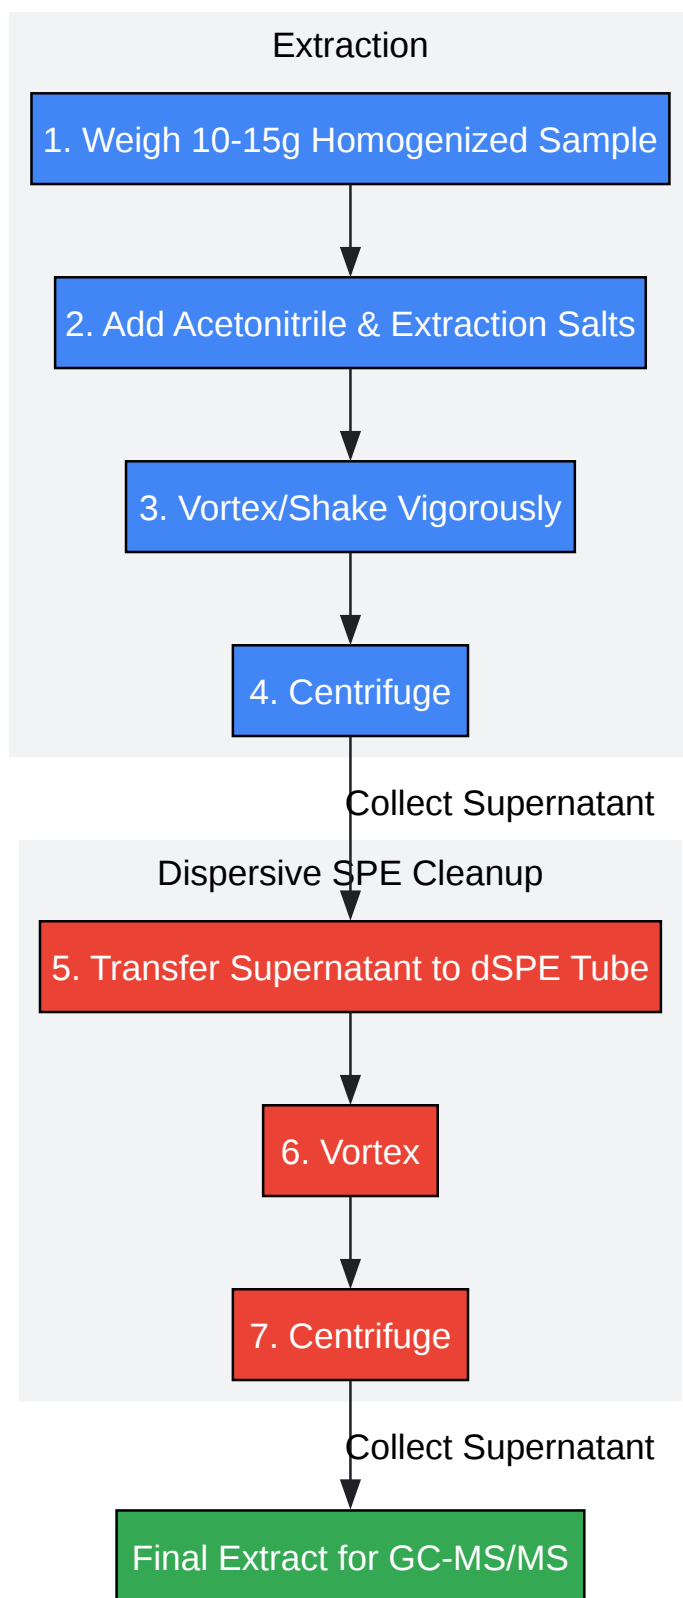 Extraction
1. Weigh 10-15g Homogenized Sample
2. Add Acetonitrile & Extraction Salts
3. Vortex/Shake Vigorously
4. Centrifuge
Collect Supernatant
Dispersive SPE Cleanup
5. Transfer Supernatant to dSPE Tube
6. Vortex
7. Centrifuge
Collect Supernatant
Final Extract for GC-MS/MS